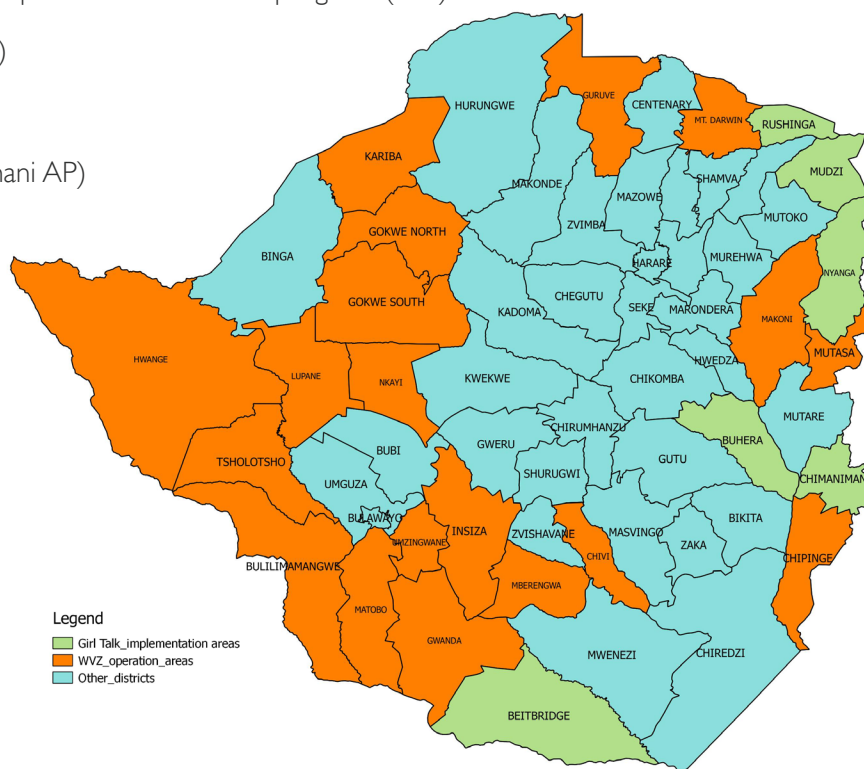 )
nani AP)
HURUNGWE
GURUVE
CENTENARY
MT. DARWIN
RUSHINGA
KARIBA
MUDZI
MAKONDE
SHAMVA
MAZOWE
MUTOKO
ZVIMBA
GOKWE NORTH
BINGA
MUREHWA
HARARE
NYANGA
CHEGUTU
GOKWE SOUTH
KADOMA
SEKE
MARONDERA
MAKONI
MUTASA
HWANGE
HWEDZA
LUPANE
NKAYI
KWEKWE
CHIKOMBA
MUTARE
CHIRUMHANZU
BUHERA
GWERU
BUBI
TSHOLOTSHO
GUTU
SHURUGWI
CHIMANIMAN
UMGUZA
BULAWAYO
BIKITA
INSIZA
ZVISHAVANE
MASVINGO
UMZINGWANE
ZAKA
CHIVI
CHIPINGE
BULILIMAMANGWE
MBERENGWA
MATOBO
Legend
Girl Talk_implementation areas
WVZ_operation_areas
Other_districts
GWANDA
MWENEZI
CHIREDZI
BEITBRIDGE